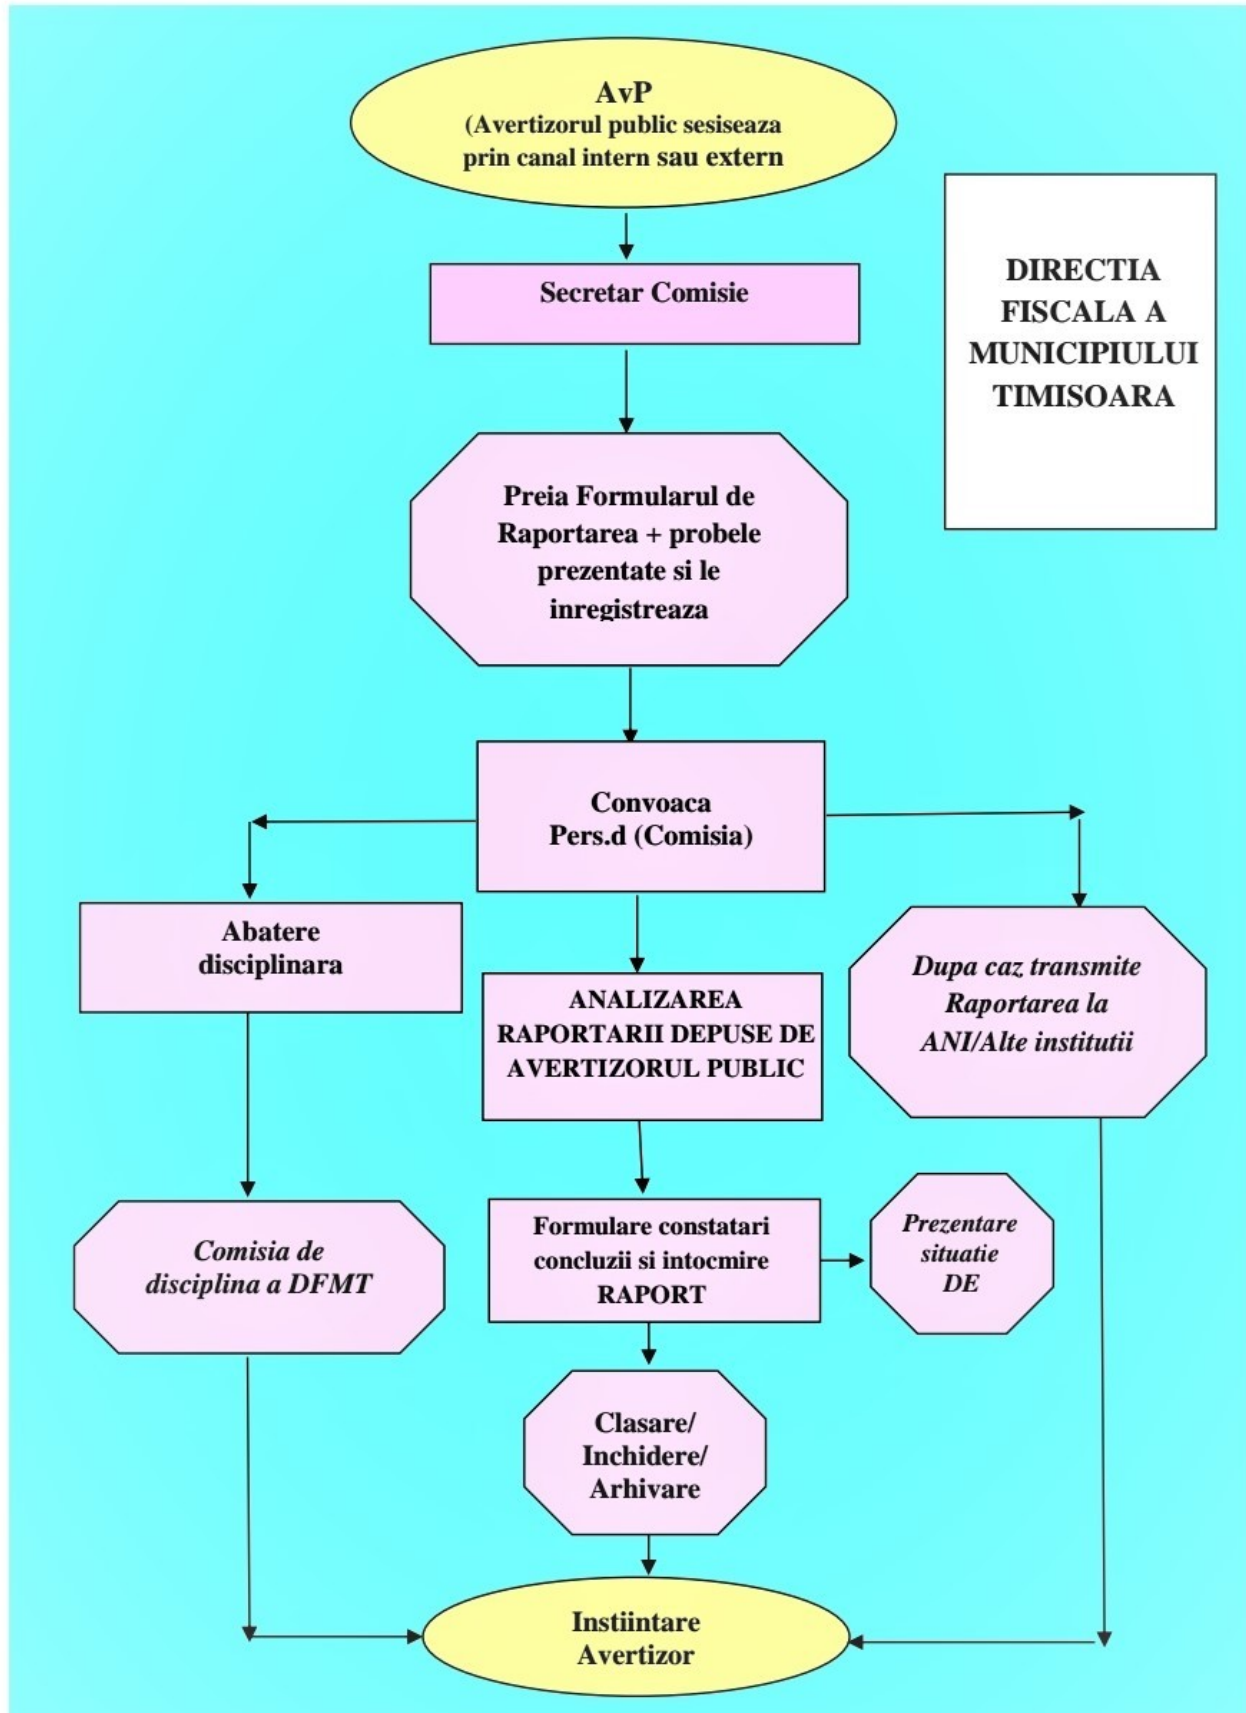 AvP
(Avertizorul public sesiseaza
prin canal intern sau extern
DIRECTIA
FISCALA A
MUNICIPIULUI
TIMISOARA
Secretar Comisie
Preia Formularul de
Raportarea + probele
prezentate si le
inregistreaza
Convoaca
Pers.d (Comisia)
Abatere
disciplinara
ANALIZAREA
RAPORTARII DEPUSE DE
AVERTIZORUL PUBLIC
Dupa caz transmite
Raportarea la
ANI/Alte institutii
Comisia de
disciplina a DFMT
Formulare constatari
concluzii si intocmire
RAPORT
Prezentare
situatie
DE
Clasare/
Inchidere/
Arhivare
Instiintare
Avertizor